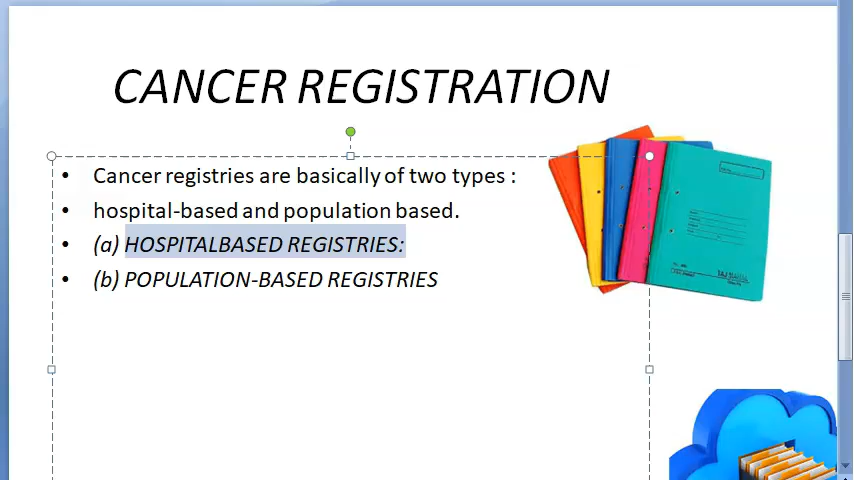 CANCER REGISTRATION
• Cancer registries are basically of two types :
• hospital-based and population based.
• (a) HOSPITALBASED REGISTRIES:
• (b) POPULATION-BASED REGISTRIES